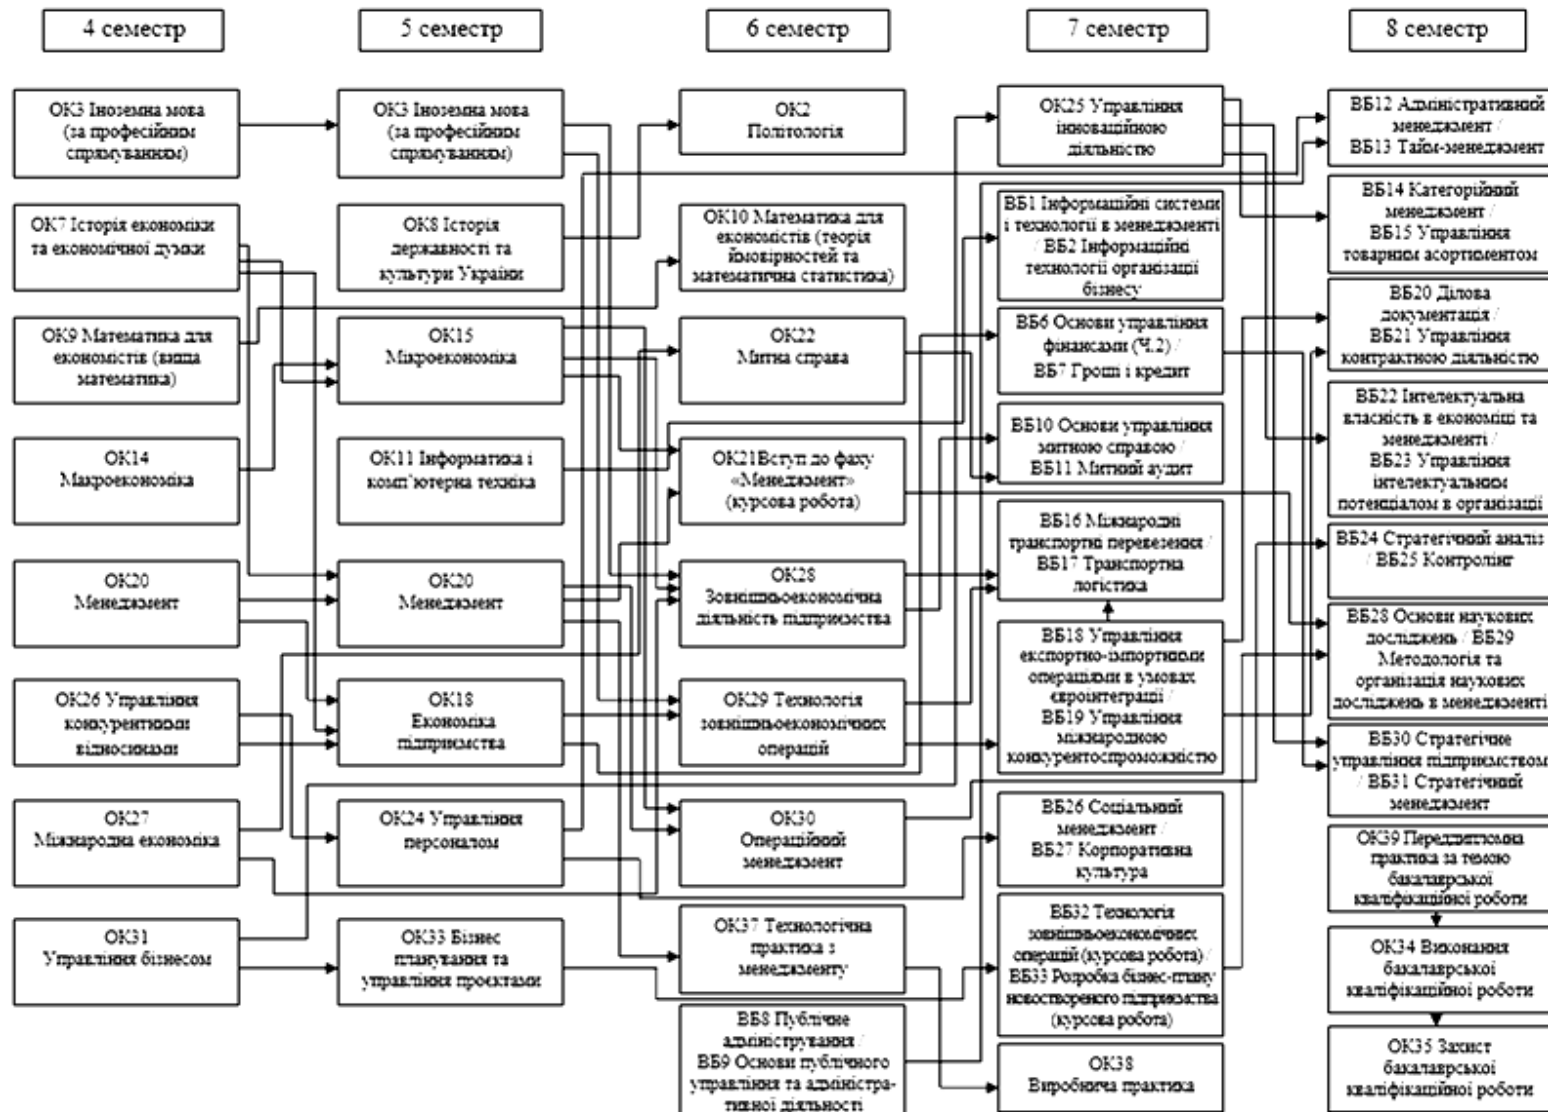 4 семестр
5 семестр
6 семестр
7 семестр
8 семестр
ОК3 Іноземна мова
(за професійним
спрямуванням)
ОК7 Історія економіки
та економічної думки
ОК9 Математика для
економістів (вища
математика)
ОК14
Макроекономіка
ОК20
Менеджмент
ОК26 Управління
конкурентними
відносинами
ОК27
Міжнародна економіка
ОК31
Управління бізнесом
ОК3 Іноземна мова
(за професійним
спрямуванням)
ОК8 Історія
державності та
культури України
ОК15
Мікроекономіка
ОК11 Інформатика і
комп'ютерна техніка
ОК20
Менеджмент
ОК18
Економіка
підприємства
ОК24 Управління
персоналом
ОК33 Бізнес
планування та
управління проєктами
ОК2
Політологія
ОК10 Математика для
економістів (теорія
ймовірностей та
математична статистика)
ОК22
Митна справа
ОК21Вступ до фаху
«Менеджмент»
(курсова робота)
ОК28
Зовнішньоекономічна
діяльність підприємства
ОК29 Технологія
зовнішньоекономічних
операцій
ОК30
Операційний
менеджмент
ОК37 Технологічна
практика з
менеджменту
ВБ8 Публічне
адміністрування /
ВБ9 Основи публічного
управління та адміністра-
тивної діяльності
ОК25 Управління
інноваційною
діяльністю
ВБ1 Інформаційні системи
і технології в менеджменті
/ ВБ2 Інформаційні
технології організації
бізнесу
ВБ6 Основи управління
фінансами (Ч.2) /
ВБ7 Гроші і кредит
ВБ10 Основи управління
митною справою /
ВБ11 Митний аудит
ВБ16 Міжнародні
транспортні перевезення /
ВБ17 Транспортна
логістика
ВБ18 Управління
експортно-імпортними
операціями в умовах
євроінтеграції /
ВБ19 Управління
міжнародною
конкурентоспроможністю
ВБ26 Соціальний
менеджмент /
ВБ27 Корпоративна
культура
ВБ32 Технологія
зовнішньоекономічних
операцій (курсова робота) /
ВБ33 Розробка бізнес-плану
новоствореного підприємства
(курсова робота)
ОК38
Виробнича практика
ВБ12 Адміністративний
менеджмент /
ВБ13 Тайм-менеджмент
ВБ14 Категорійний
менеджмент /
ВБ15 Управління
товарним асортиментом
ВБ20 Ділова
документація /
ВБ21 Управління
контрактною діяльністю
ВБ22 Інтелектуальна
власність в економіці та
менеджменті /
ВБ23 Управління
інтелектуальним
потенціалом в організації
ВБ24 Стратегічний аналіз
/ ВБ25 Контролінг
ВБ28 Основи наукових
досліджень / ВБ29
Методологія та
організація наукових
досліджень в менеджменті
ВБ30 Стратегічне
управління підприємством
/ ВБ31 Стратегічний
менеджмент
ОК39 Переддипломна
практика за темою
бакалаврської
кваліфікаційної роботи
ОК34 Виконання
бакалаврської
кваліфікаційної роботи
ОК35 Захист
бакалаврської
кваліфікаційної роботи